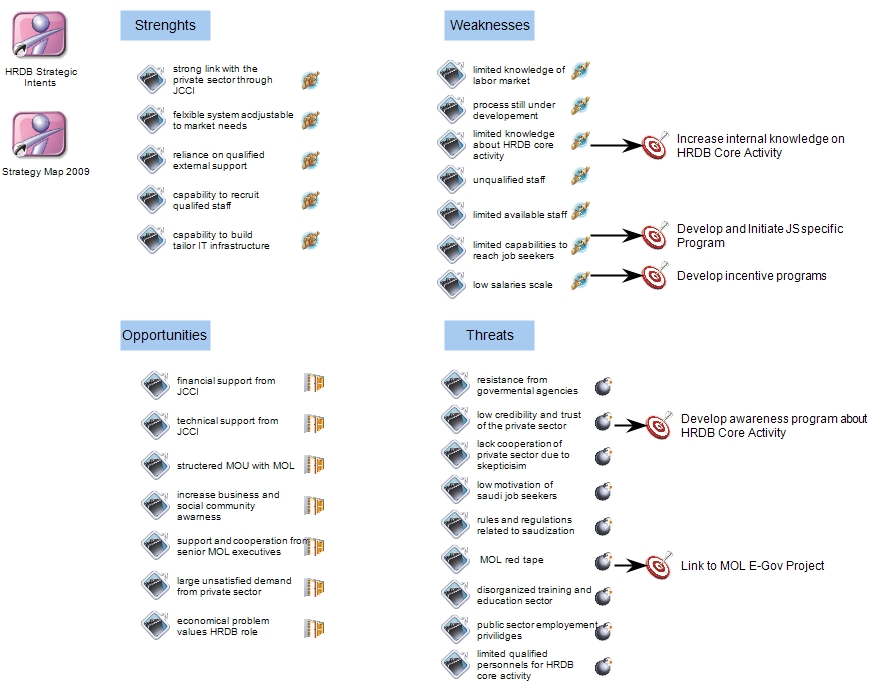 HRDB Strategic
Intents
Strategy Map 2009
Strenghts
strong link with the
private sector through
JCCI
felxible system acdjustable
to market needs
reliance on qualified
external support
capability to recruit
qualifed staff
capability to build
tailor IT infrastructure
Weaknesses
limited knowledge of
labor market
process still under
developement
limited knowledge
about HRDB core
activity
Increase internal knowledge on
HRDB Core Activity
unqualified staff
limited available staff
limited capabilities to
reach job seekers
Develop and Initiate JS specific
Program
low salaries scale
Develop incentive programs
Opportunities
financial support from
JCCI
technical support from
JCCI
structered MOU with MOL
increase business and
social community
awarness
support and cooperation from
senior MOL executives
large unsatisfied demand
from private sector
economical problem
values HRDB role
Threats
resistance from
govermental agencies
low credibility and trust
of the private sector
Develop awareness program about
HRDB Core Activity
lack cooperation of
private sector due to
skepticism
low motivation of
saudi job seekers
rules and regulations
related to saudization
MOL red tape
Link to MOL E-Gov Project
disorganized training and
education sector
public sector employement
privilidges
limited qualified
personnels for HRDB
core activity